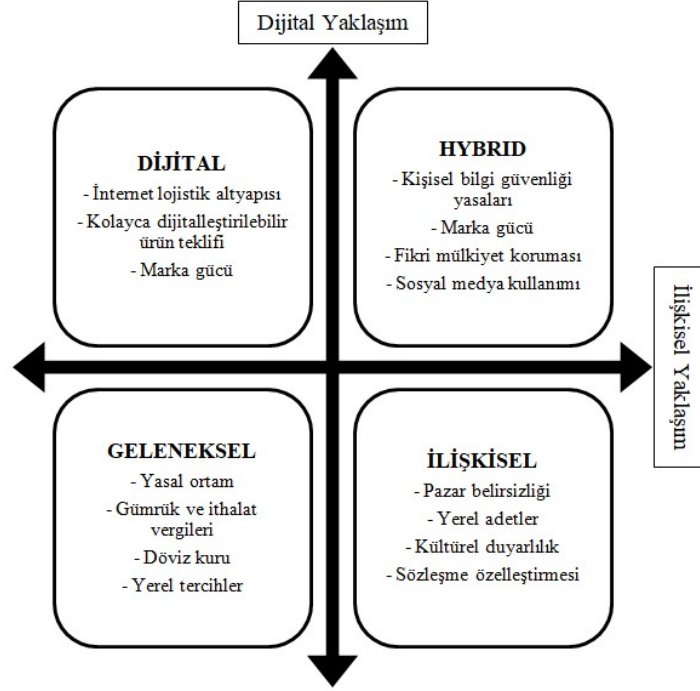 Dijital Yaklaşım
DİJİTAL
- İnternet lojistik altyapısı
- Kolayca dijitalleştirilebilir
ürün teklifi
- Marka gücü
HYBRID
- Kişisel bilgi güvenliği
yasaları
- Marka gücü
- Fikri mülkiyet koruması
- Sosyal medya kullanımı
İlişkisel Yaklaşım
GELENEKSEL
- Yasal ortam
- Gümrük ve ithalat
vergileri
- Döviz kuru
- Yerel tercihler
İLİŞKİSEL
- Pazar belirsizliği
- Yerel adetler
- Kültürel duyarlılık
- Sözleşme özelleştirmesi